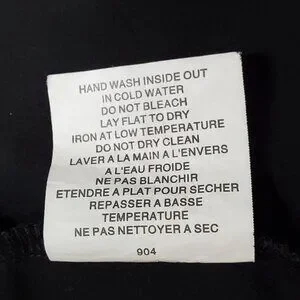 HAND WASH INSIDE OUT
IN COLD WATER
DO NOT BLEACH
LAY FLAT TO DRY
IRON AT LOW TEMPERATURE
DO NOT DRY CLEAN
LAVER A LA MAIN A L'ENVERS
A L'EAU FROIDE
NE PAS BLANCHIR
ETENDRE A PLAT POUR SECHER
REPASSER A BASSE
TEMPERATURE
NE PAS NETTOYER A SEC
904